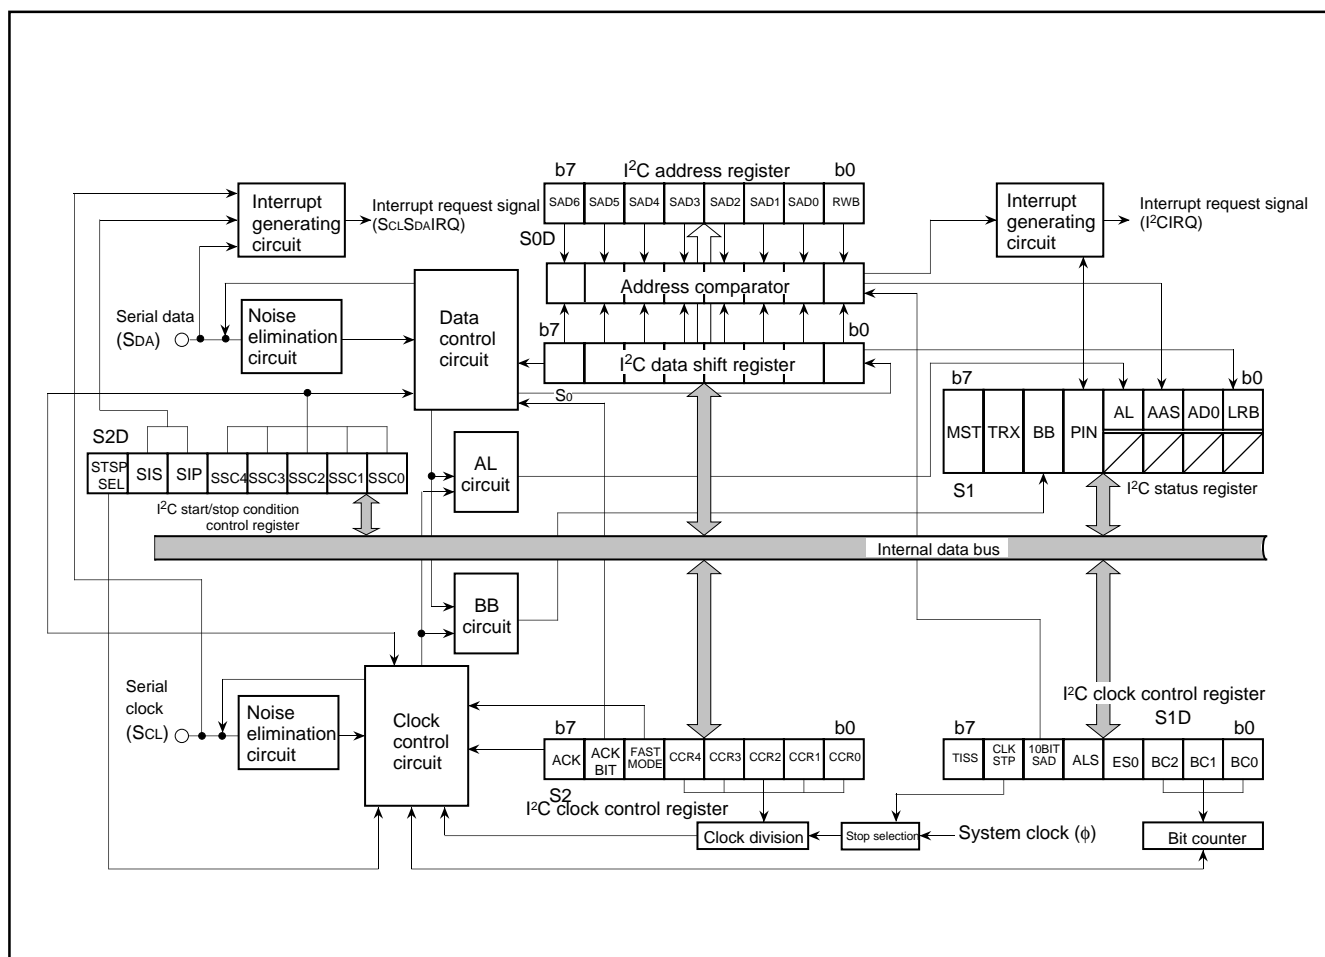 b7
I²C address register
b0
SAD6 SAD5 SAD4 SAD3 SAD2 SAD1 SAD0 RWB
S0D
Interrupt
generating
circuit
Interrupt request signal
(SCLSDAIRQ)
Interrupt
generating
circuit
Interrupt request signal
(I²CIRQ)
Address comparator
Serial data
(SDA)
Noise
elimination
circuit
Data
control
circuit
b7
b0
I²C data shift register
S0
b7
b0
MST TRX BB PIN AL AAS AD0 LRB
S1
I²C status register
S2D
STSP
SEL
SIS SIP SSC4 SSC3 SSC2 SSC1 SSC0
I²C start/stop condition
control register
AL
circuit
Internal data bus
BB
circuit
Serial
clock
(SCL)
Noise
elimination
circuit
Clock
control
circuit
b7
b0
ACK
ACK
BIT
FAST
MODE
CCR4 CCR3 CCR2 CCR1 CCR0
S2
I²C clock control register
I²C clock control register
S1D
b7
b0
TISS
CLK
STP
10BIT
SAD
ALS ES0 BC2 BC1 BC0
Clock division
Stop selection
System clock (ϕ)
Bit counter